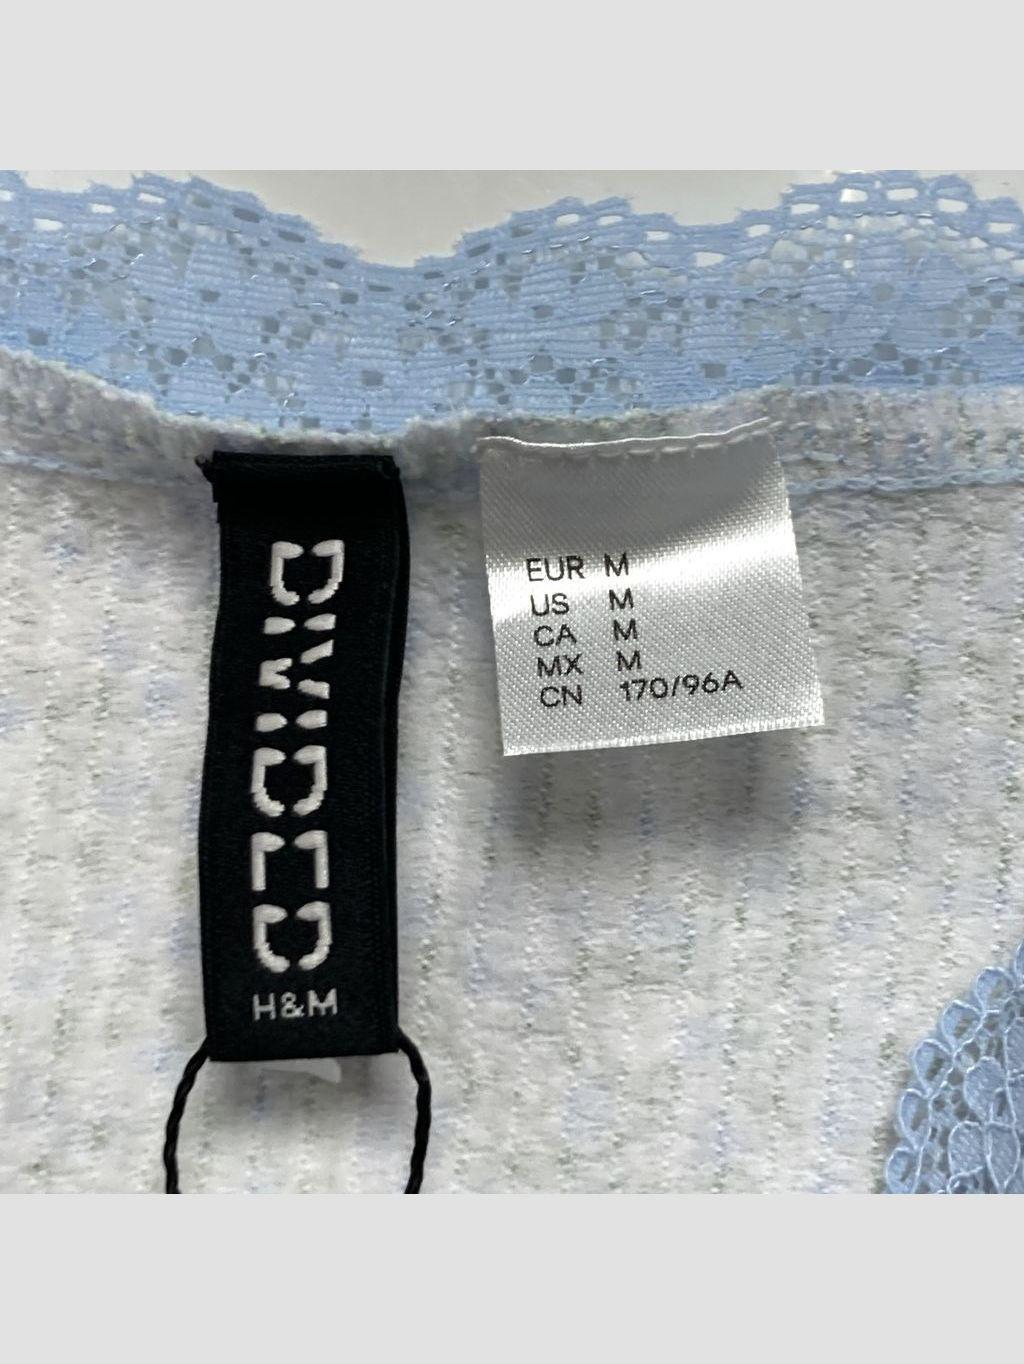 DIVIDED
H&M
EUR M
US M
CA M
MX M
CN 170/96A